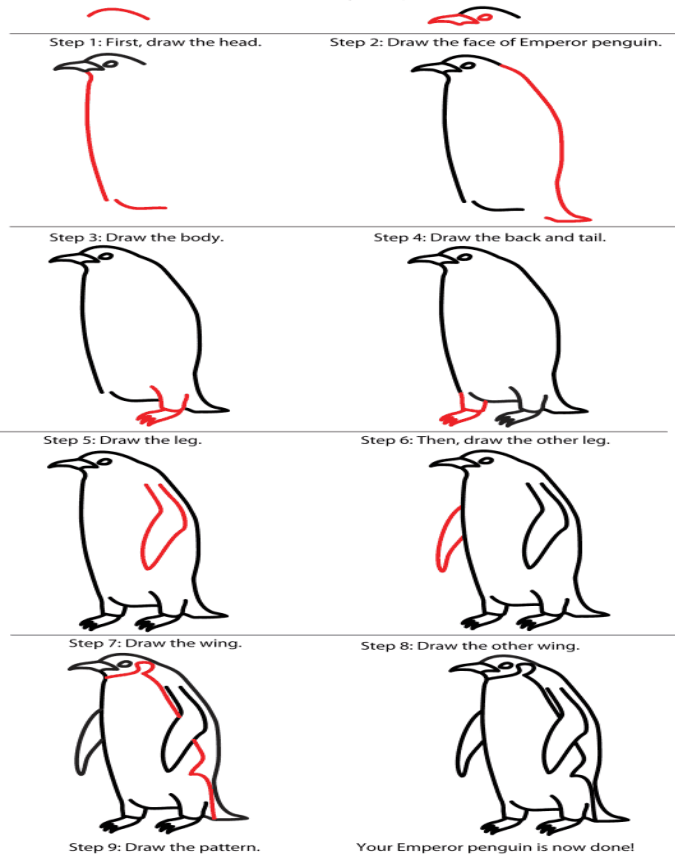 Step 1: First, draw the head.
Step 2: Draw the face of Emperor penguin.
Step 3: Draw the body.
Step 4: Draw the back and tail.
Step 5: Draw the leg.
Step 6: Then, draw the other leg.
Step 7: Draw the wing.
Step 8: Draw the other wing.
Step 9: Draw the pattern.
Your Emperor penguin is now done!